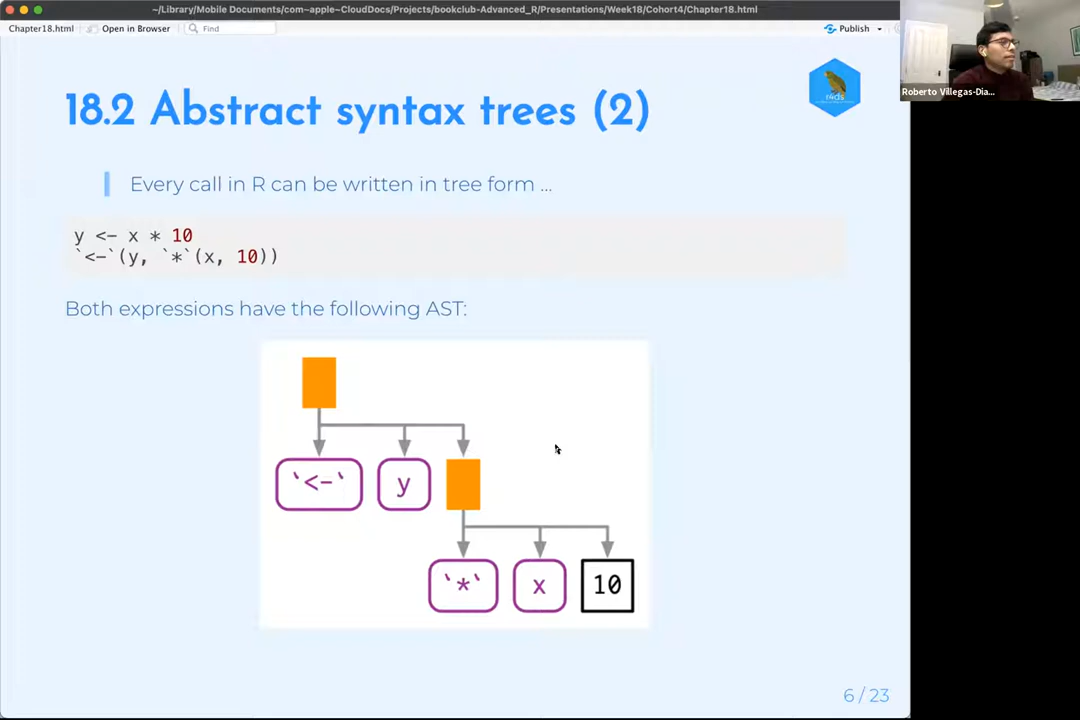 ~/Library/Mobile Documents/com~apple~CloudDocs/Projects/bookclub-Advanced_R/Presentations/Week18/Cohort4/Chapter18.html
Chapter18.html
Open in Browser
Find
Publish
Roberto Villegas-Dia...
18.2 Abstract syntax trees (2)
r4ds
Every call in R can be written in tree form ...
y <- x * 10
`<-`(y, `*`(x, 10))
Both expressions have the following AST:
`<-` y
`*` x 10
6 / 23